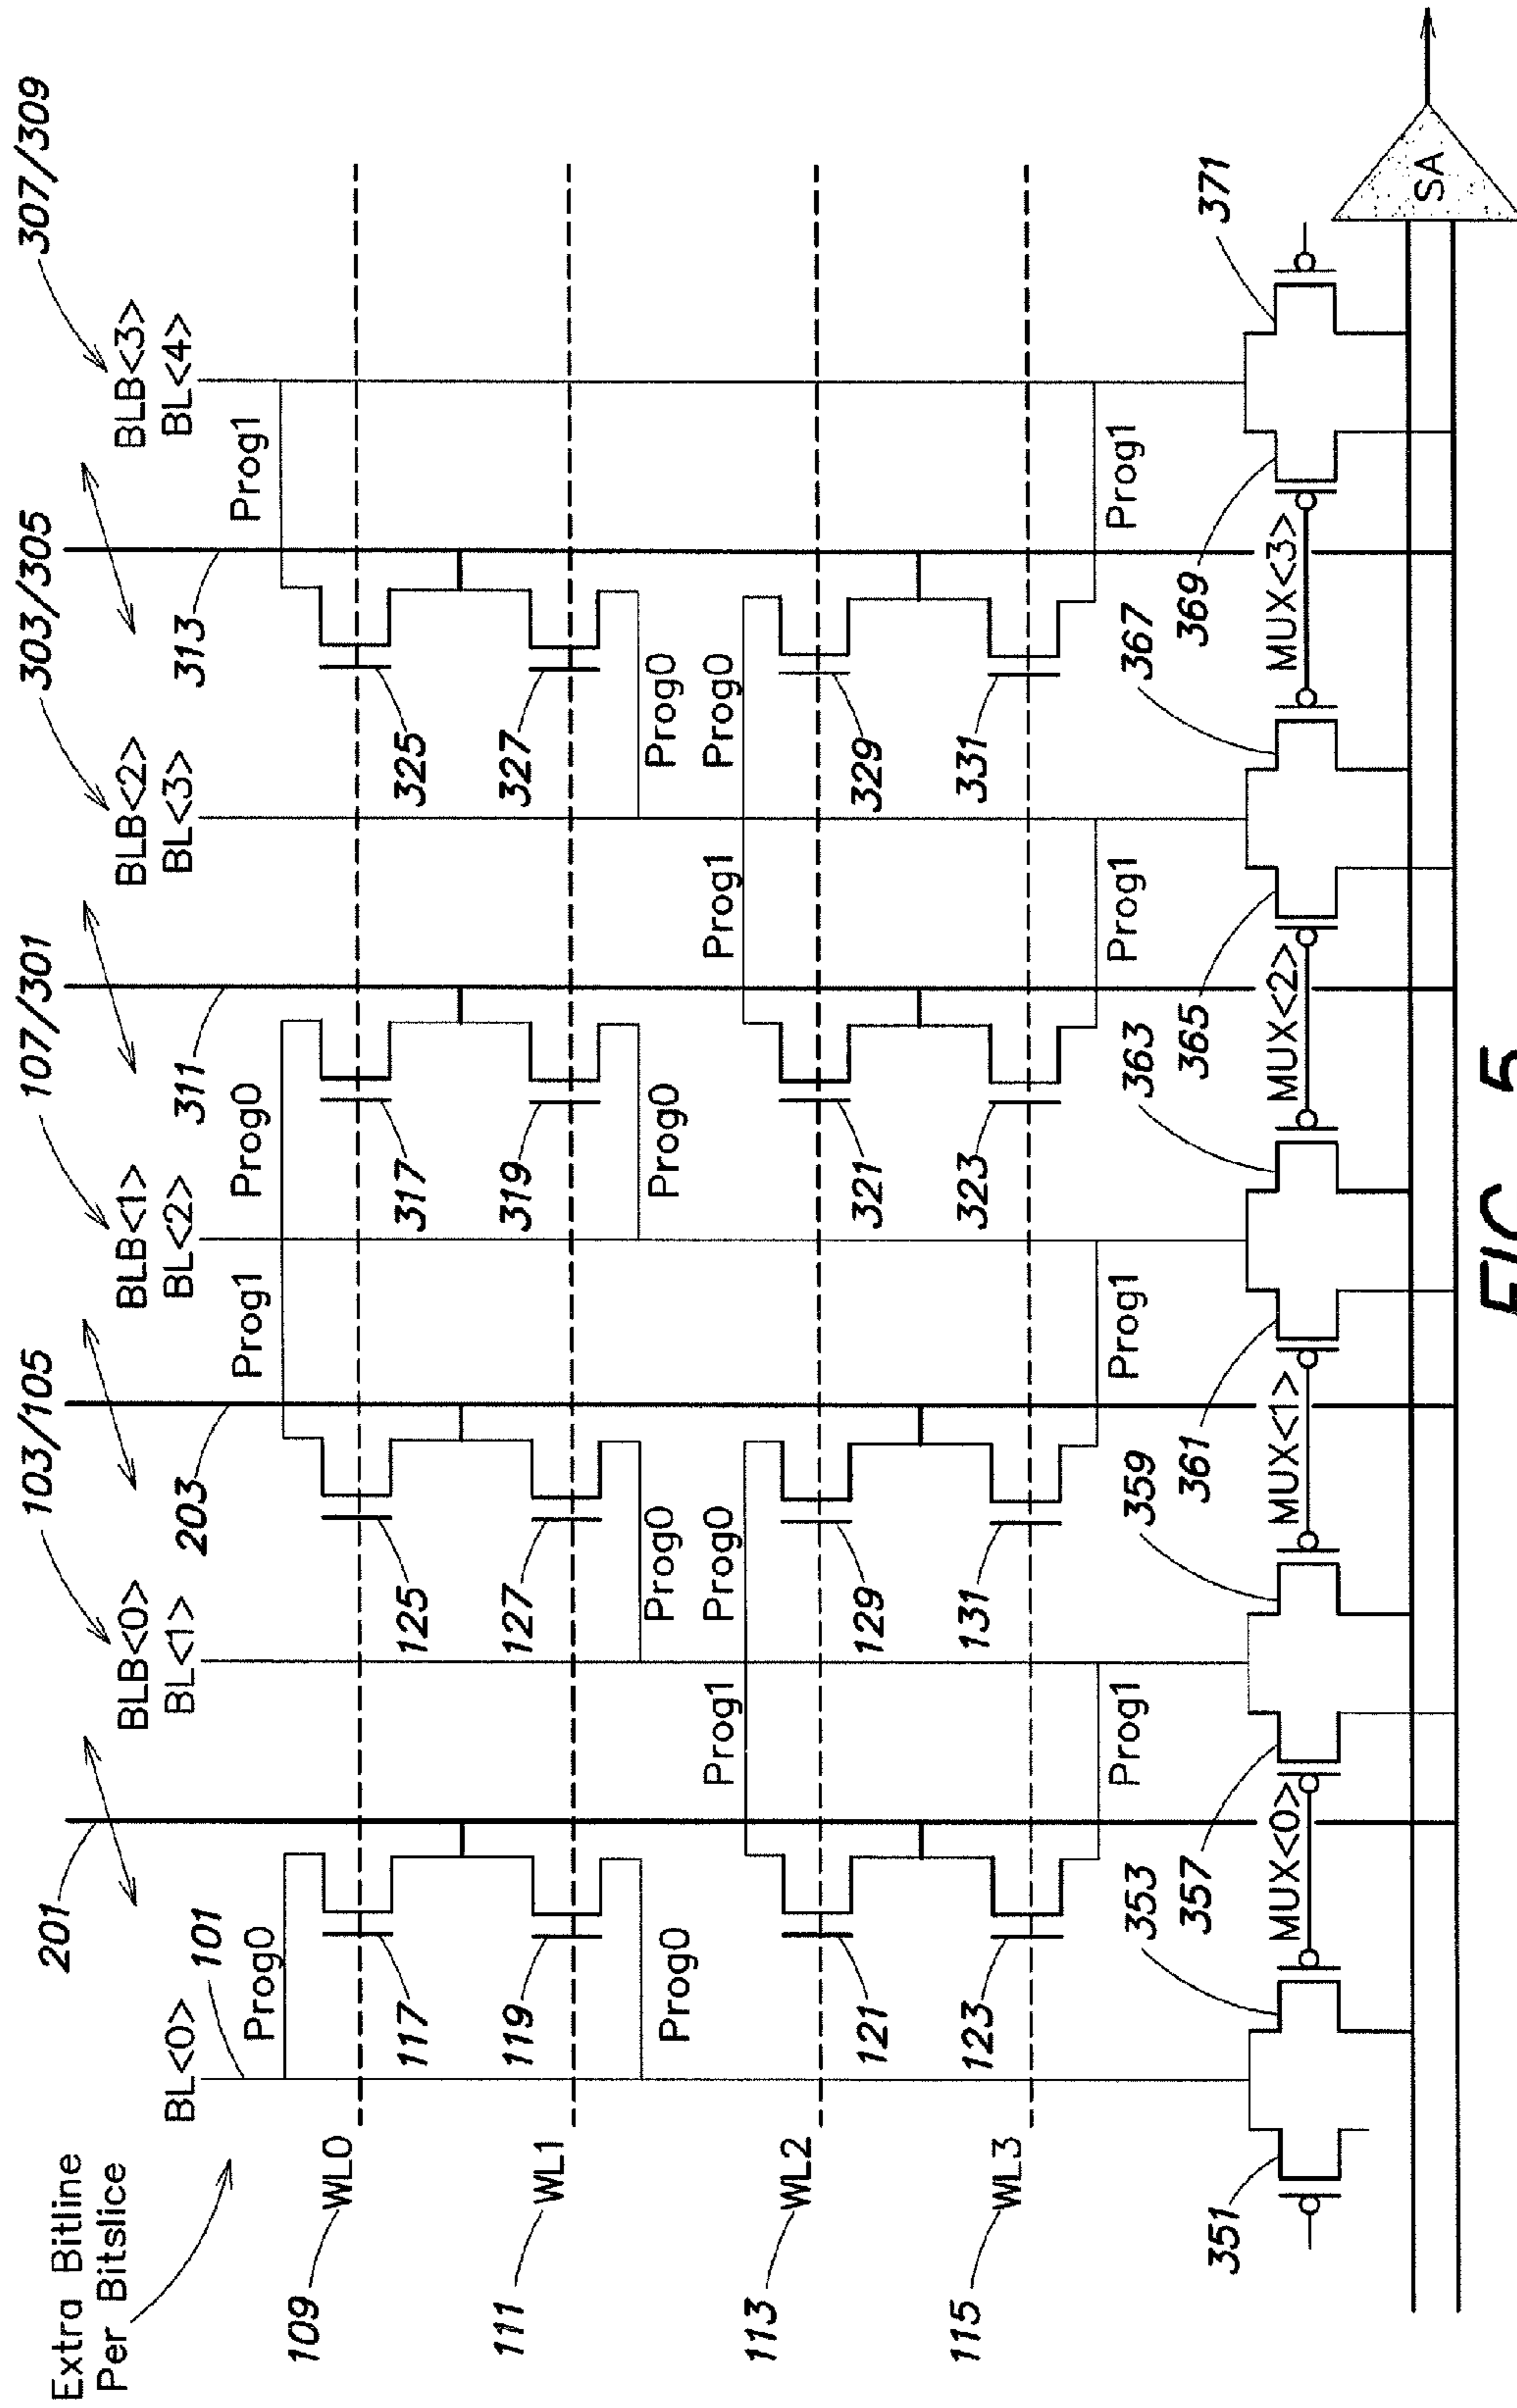 Extra Bitline
Per Bitslice
BL<0>
101
201
BLB<0>
BL<1>
103/105
203
BLB<1>
BL<2>
107/301
311
BLB<2>
BL<3>
303/305
313
BLB<3>
BL<4>
307/309
Prog0
Prog1
Prog0
Prog1
109
WL0
117
125
317
325
111
WL1
119
127
319
327
Prog0
Prog0
Prog0
Prog0
Prog1
Prog0
Prog1
Prog0
113
WL2
121
129
321
329
115
WL3
123
131
323
331
Prog1
Prog1
Prog1
Prog1
351
353
357
359
361
363
365
367
369
371
MUX<0>
MUX<1>
MUX<2>
MUX<3>
SA
FIG. 5